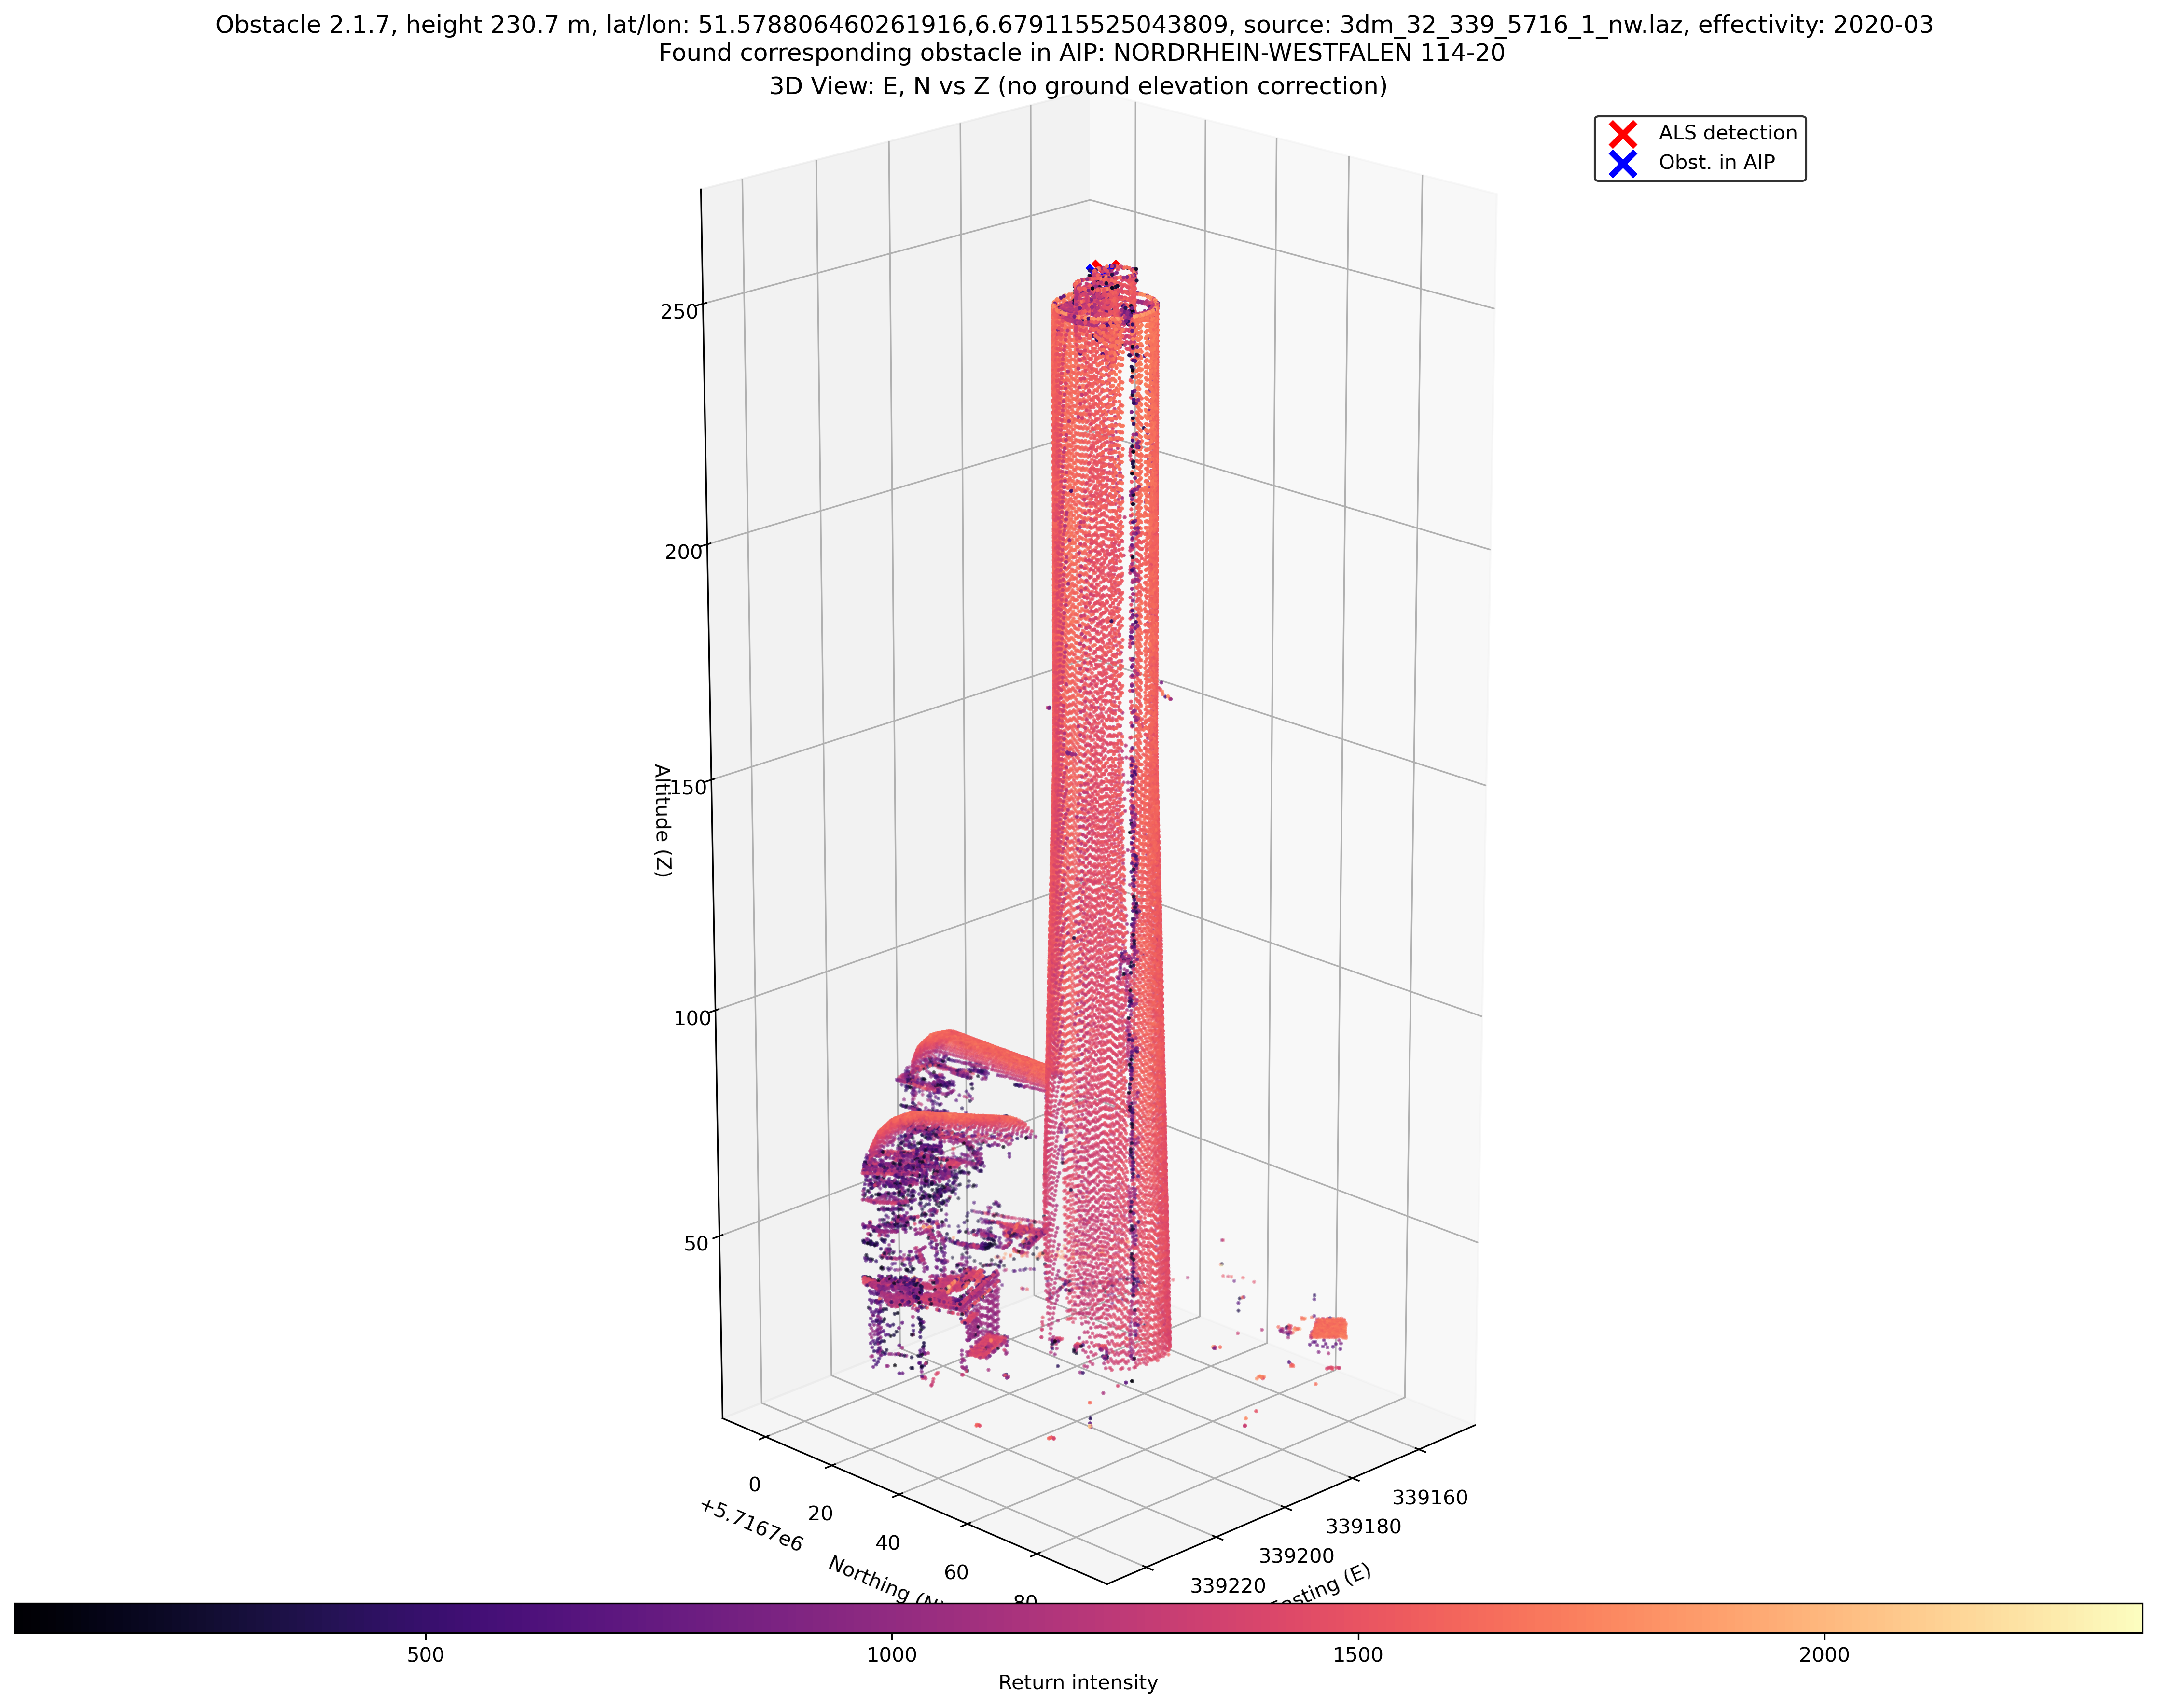 Obstacle 2.1.7, height 230.7 m, lat/lon: 51.578806460261916,6.679115525043809, source: 3dm_32_339_5716_1_nw.laz, effectivity: 2020-03
Found corresponding obstacle in AIP: NORDRHEIN-WESTFALEN 114-20
3D View: E, N vs Z (no ground elevation correction)
ALS detection
Obst. in AIP
250
200
150
100
50
Altitude (Z)
0
20
40
60
80
+5.7167e6
Northing (N)
339160
339180
339200
339220
Easting (E)
500
1000
1500
2000
Return intensity